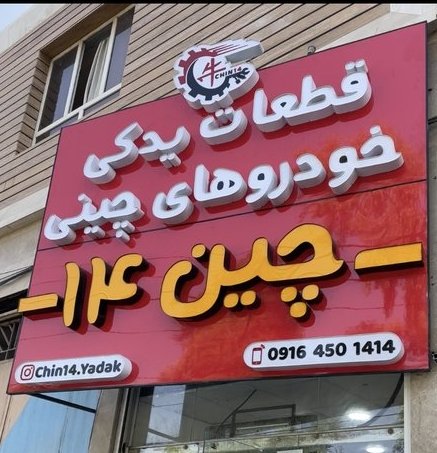 CHIN14
قطعات یدکی
خودروهای چینی
- چین ۱۴ -
Chin14.Yadak
0916 450 1414